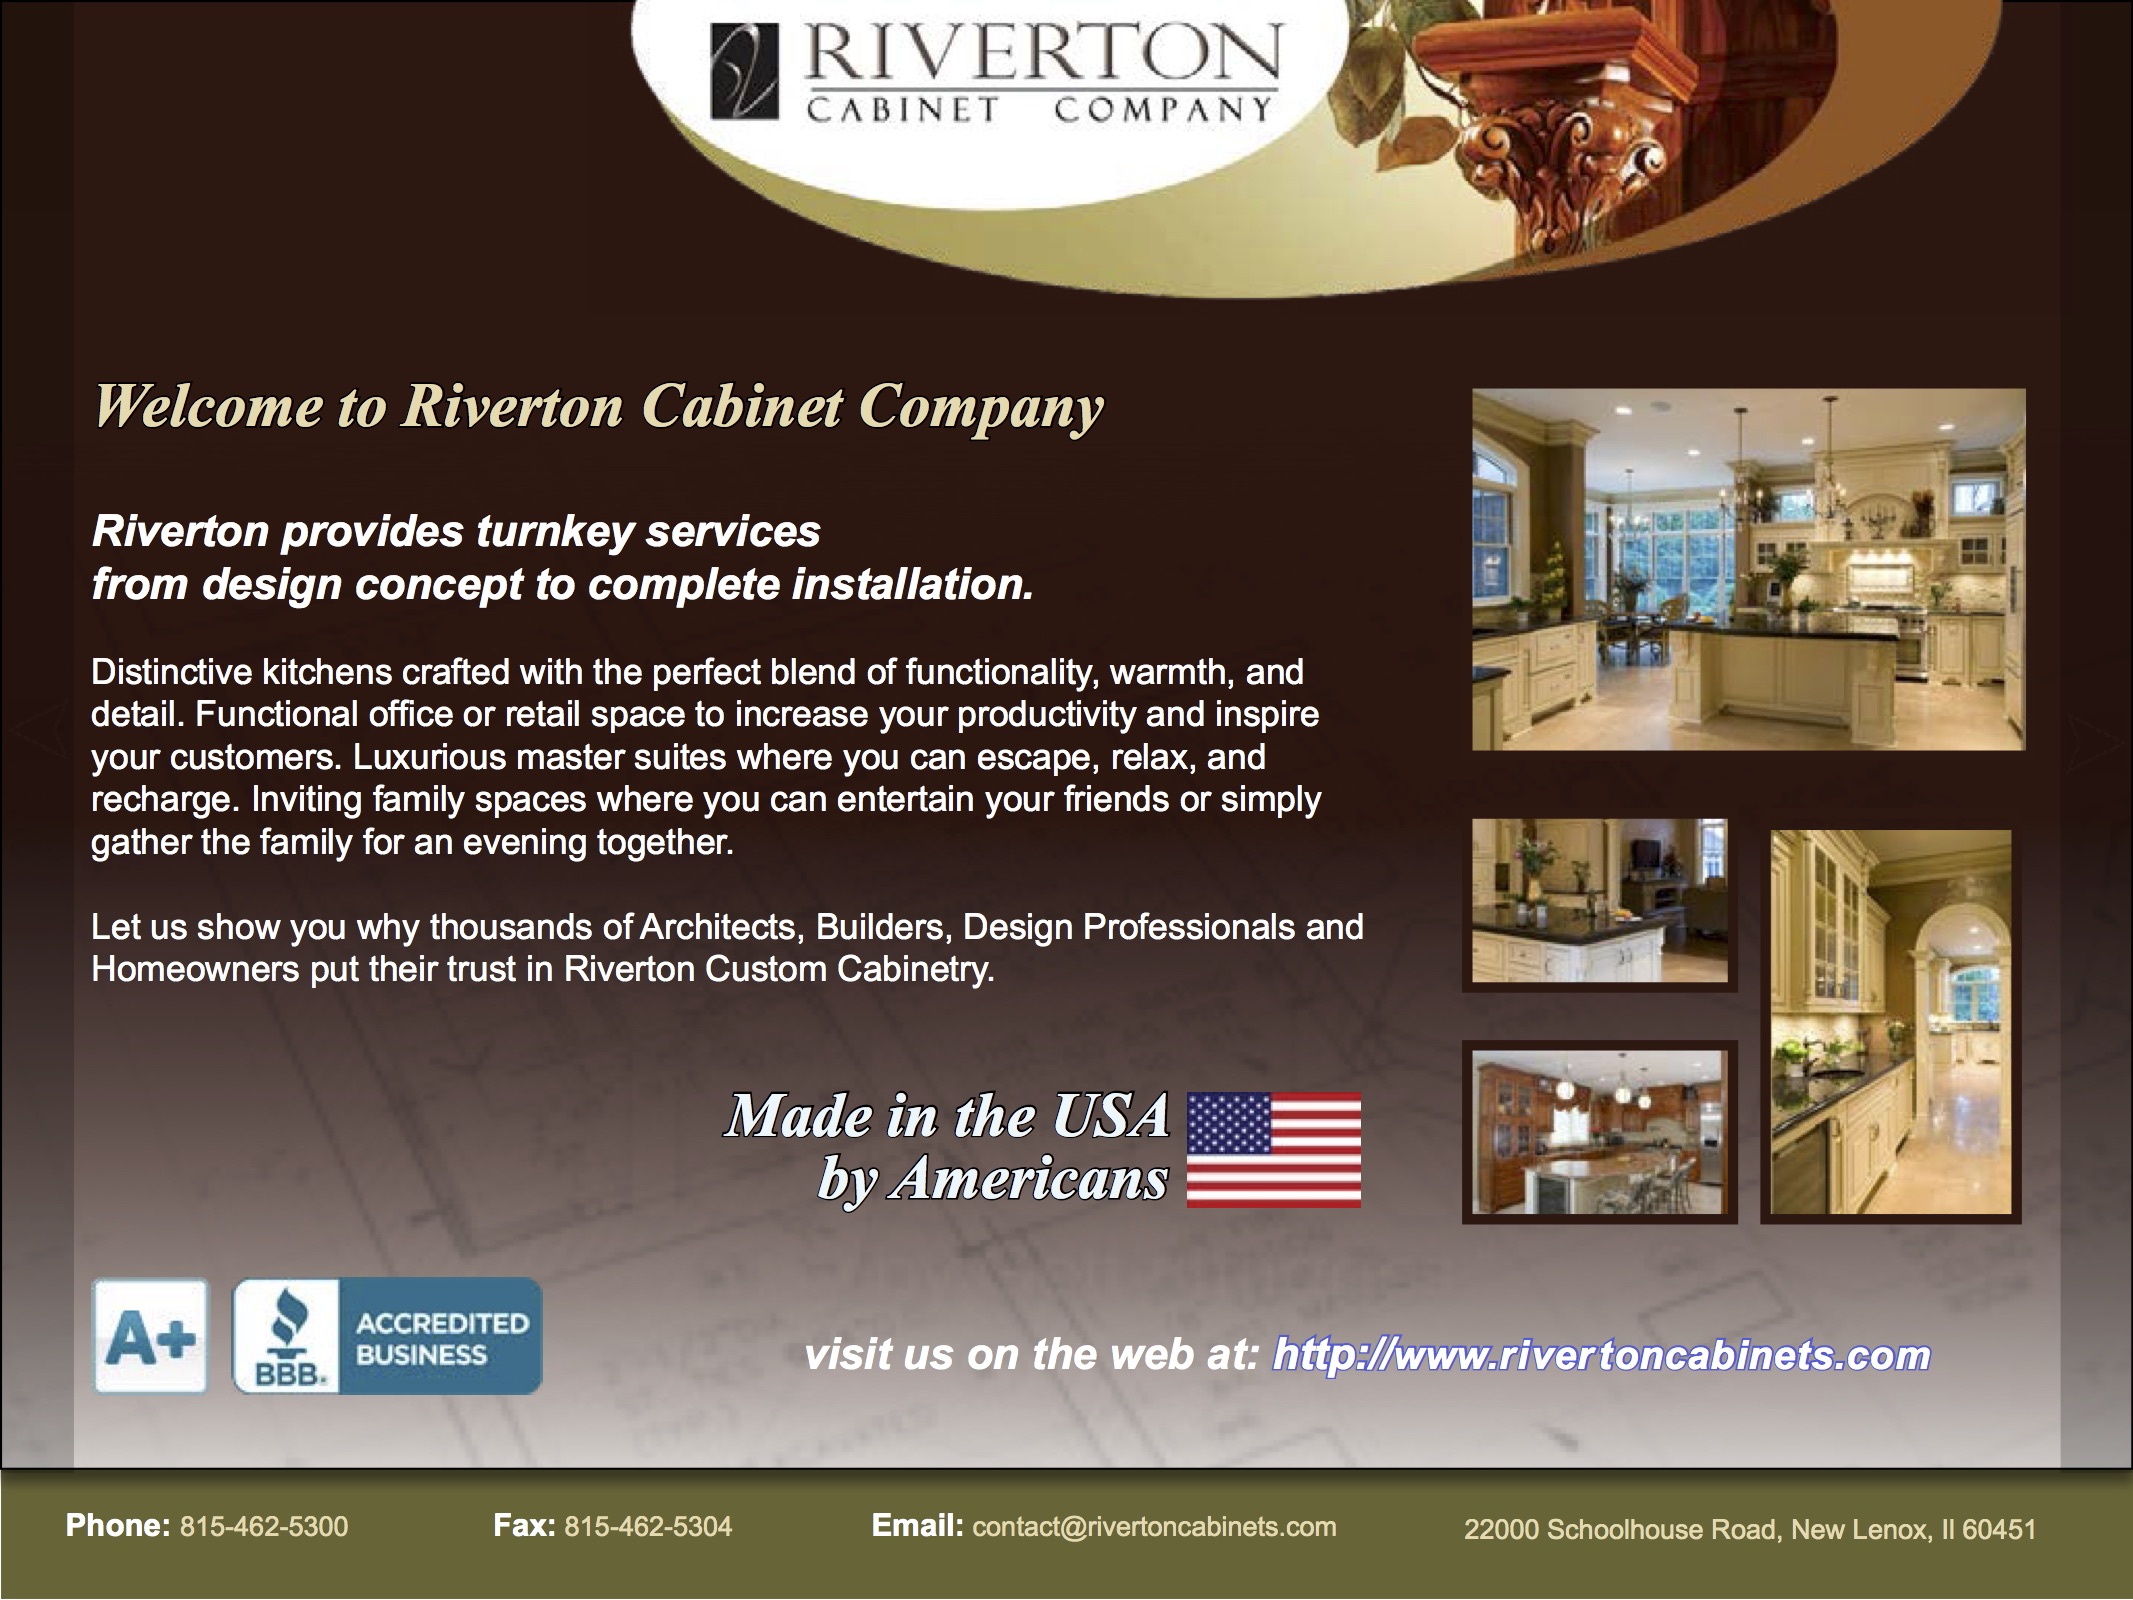 RIVERTON
CABINET COMPANY
Welcome to Riverton Cabinet Company
Riverton provides turnkey services
from design concept to complete installation.
Distinctive kitchens crafted with the perfect blend of functionality, warmth, and
detail. Functional office or retail space to increase your productivity and inspire
your customers. Luxurious master suites where you can escape, relax, and
recharge. Inviting family spaces where you can entertain your friends or simply
gather the family for an evening together.
Let us show you why thousands of Architects, Builders, Design Professionals and
Homeowners put their trust in Riverton Custom Cabinetry.
Made in the USA
by Americans
A+
BBB.
ACCREDITED
BUSINESS
visit us on the web at: http://www.rivertoncabinets.com
Phone: 815-462-5300
Fax: 815-462-5304
Email: contact@rivertoncabinets.com
22000 Schoolhouse Road, New Lenox, Il 60451